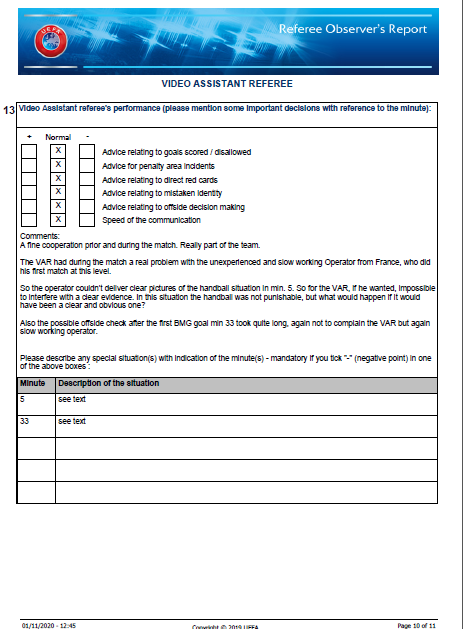 UEFA
Referee Observer's Report
VIDEO ASSISTANT REFEREE
13 Video Assistant referee's performance (please mention some important decisions with reference to the minute):
+ Normal -
X Advice relating to goals scored / disallowed
X Advice for penalty area incidents
X Advice relating to direct red cards
X Advice relating to mistaken identity
X Advice relating to offside decision making
X Speed of the communication
Comments:
A fine cooperation prior and during the match. Really part of the team.
The VAR had during the match a real problem with the unexperienced and slow working Operator from France, who did
his first match at this level.
So the operator couldn't deliver clear pictures of the handball situation in min. 5. So for the VAR, if he wanted, impossible
to interfere with a clear evidence. In this situation the handball was not punishable, but what would happen if it would
have been a clear and obvious one?
Also the possible offside check after the first BMG goal min 33 took quite long, again not to complain the VAR but again
slow working operator.
Please describe any special situation(s) with indication of the minute(s) - mandatory if you tick "-" (negative point) in one
of the above boxes :
Minute Description of the situation
5 see text
33 see text
01/11/2020 - 12:45 Copyright © 2019 UEFA Page 10 of 11